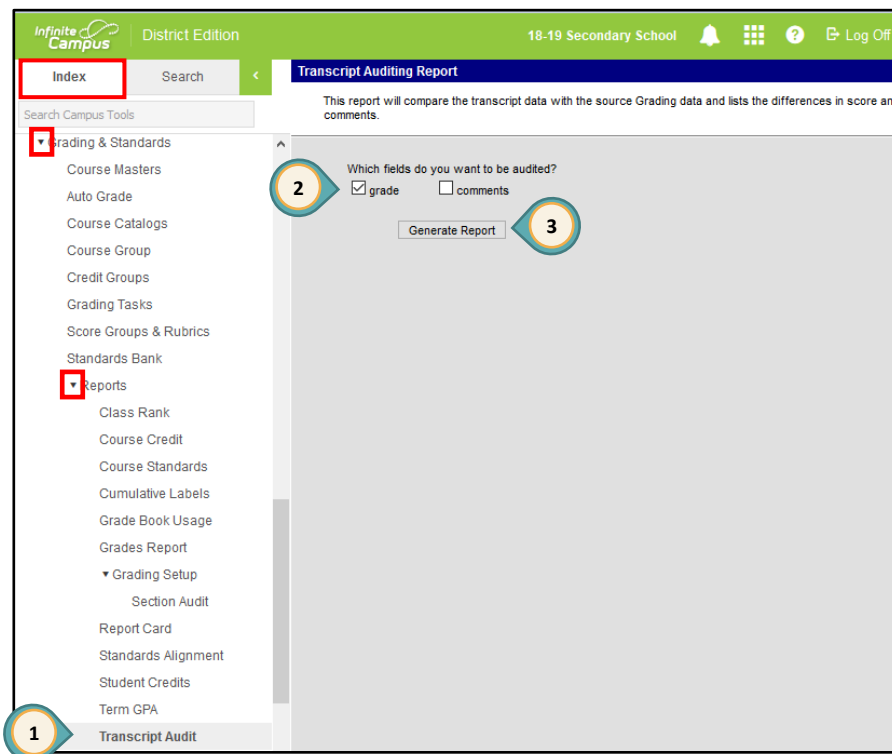 Infinite Campus District Edition 18-19 Secondary School ? Log Off
Index Search
Search Campus Tools
Grading & Standards
Course Masters
Auto Grade
Course Catalogs
Course Group
Credit Groups
Grading Tasks
Score Groups & Rubrics
Standards Bank
Reports
Class Rank
Course Credit
Course Standards
Cumulative Labels
Grade Book Usage
Grades Report
Grading Setup
Section Audit
Report Card
Standards Alignment
Student Credits
Term GPA
1 Transcript Audit
Transcript Auditing Report
This report will compare the transcript data with the source Grading data and lists the differences in score
comments.
Which fields do you want to be audited?
2 grade comments
Generate Report 3